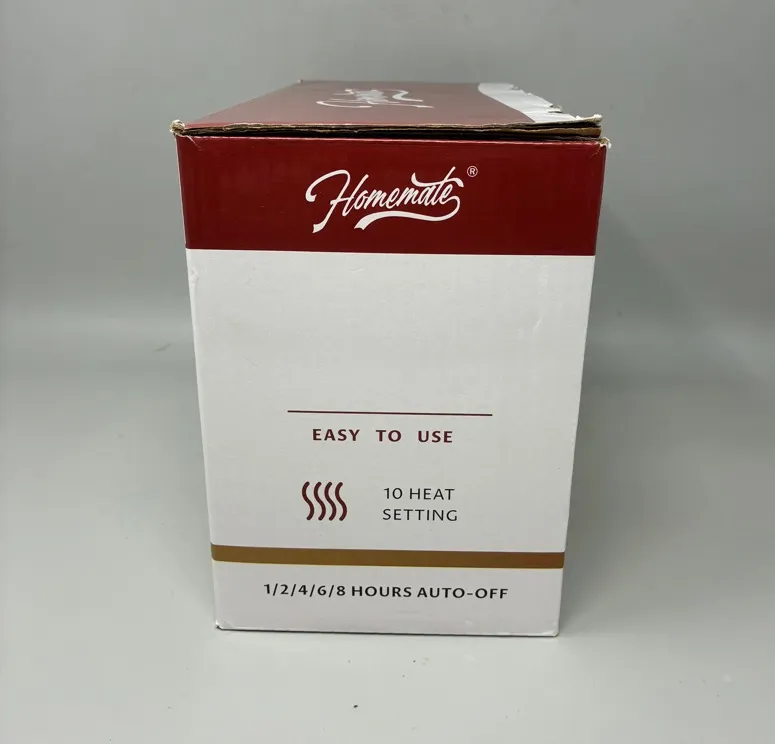 Homemate®
EASY TO USE
10 HEAT
SETTING
1/2/4/6/8 HOURS AUTO-OFF